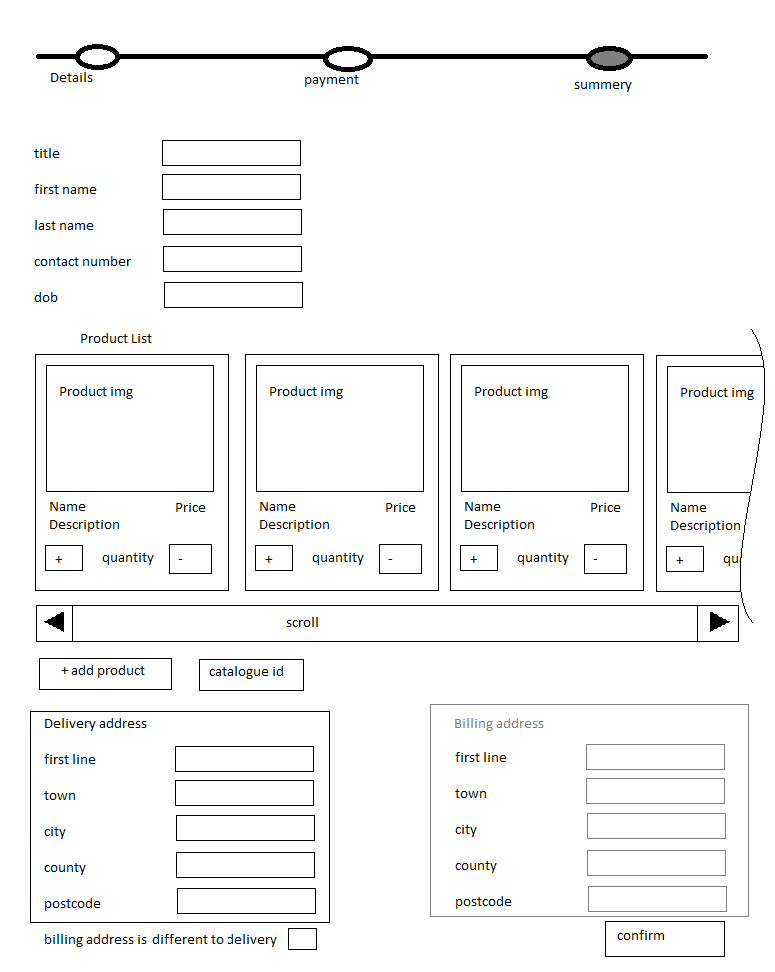 Details
payment
summery
title
first name
last name
contact number
dob
Product List
Product img
Name Price
Description
+ quantity -
Product img
Name Price
Description
+ quantity -
Product img
Name Price
Description
+ quantity -
Product img
Name
Description
+ qu
scroll
+ add product
catalogue id
Delivery address
first line
town
city
county
postcode
billing address is different to delivery
Billing address
first line
town
city
county
postcode
confirm